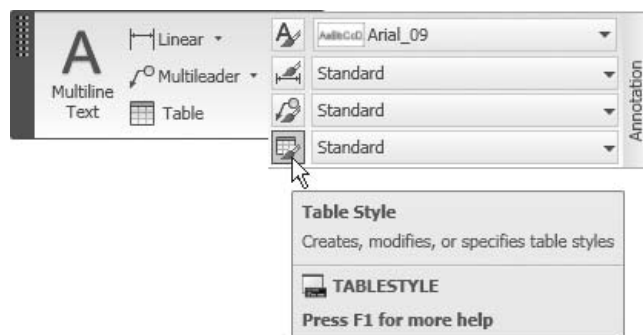 A
Multiline
Text
Linear
Multileader
Table
AaBbCcD Arial_09
Standard
Standard
Standard
Annotation
Table Style
Creates, modifies, or specifies table styles
TABLESTYLE
Press F1 for more help